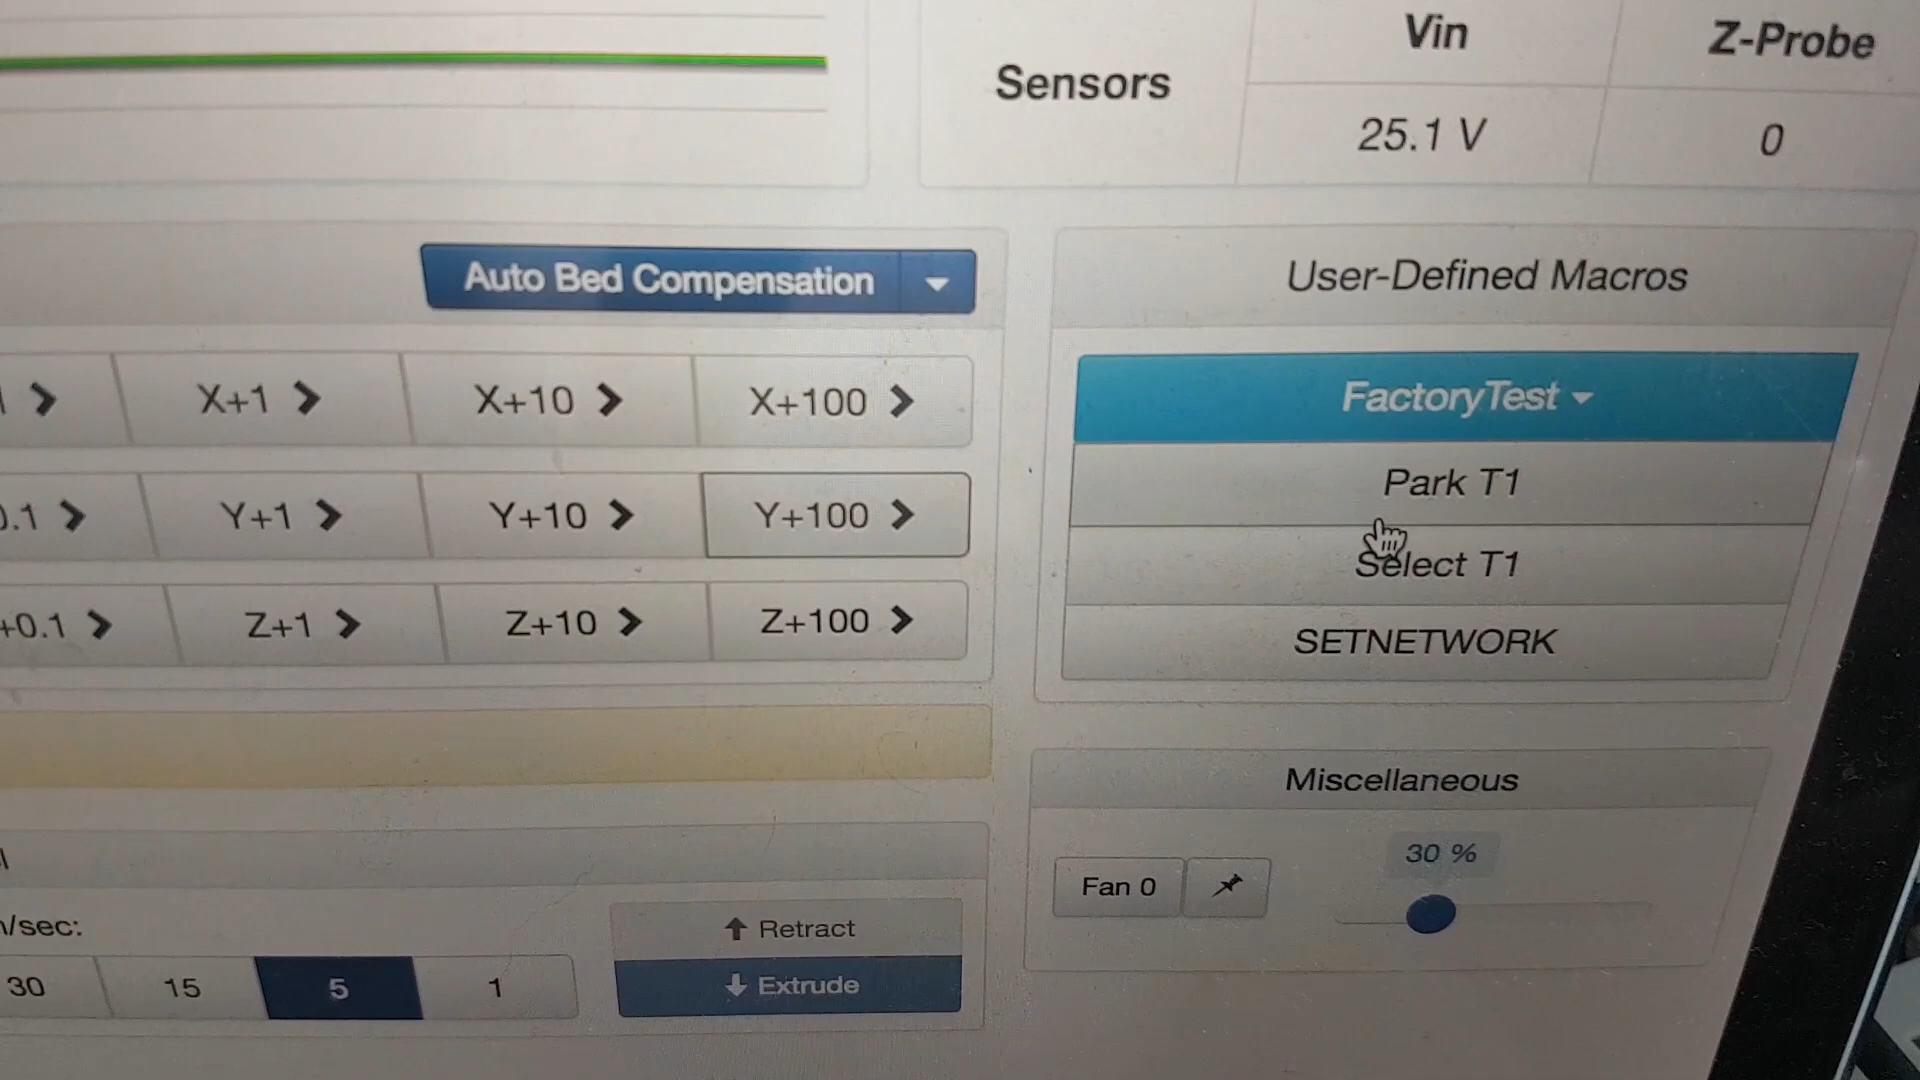 Vin
Z-Probe
Sensors
25.1 V
0
Auto Bed Compensation
User-Defined Macros
X+1
X+10
X+100
FactoryTest
Park T1
0.1
Y+1
Y+10
Y+100
Select T1
+0.1
Z+1
Z+10
Z+100
SETNETWORK
Miscellaneous
30 %
Fan 0
/sec:
Retract
30
15
5
1
Extrude